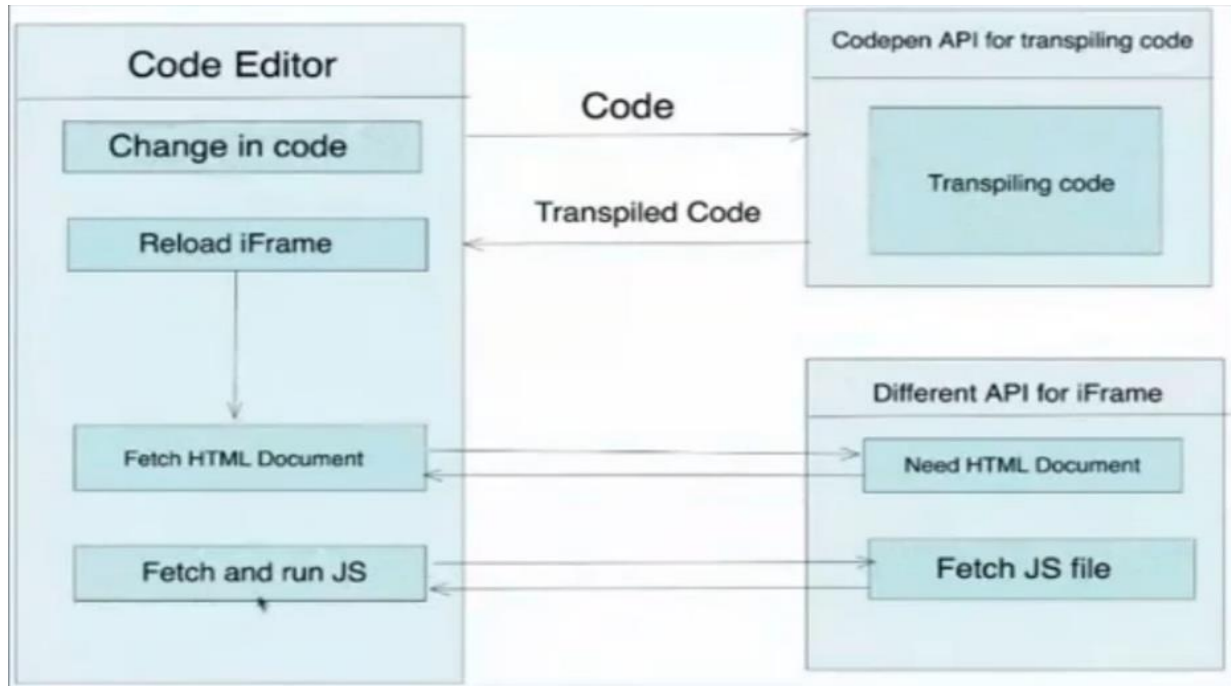 Code Editor
Change in code
Reload iFrame
Fetch HTML Document
Fetch and run JS
Code
Transpiled Code
Codepen API for transpiling code
Transpiling code
Different API for iFrame
Need HTML Document
Fetch JS file